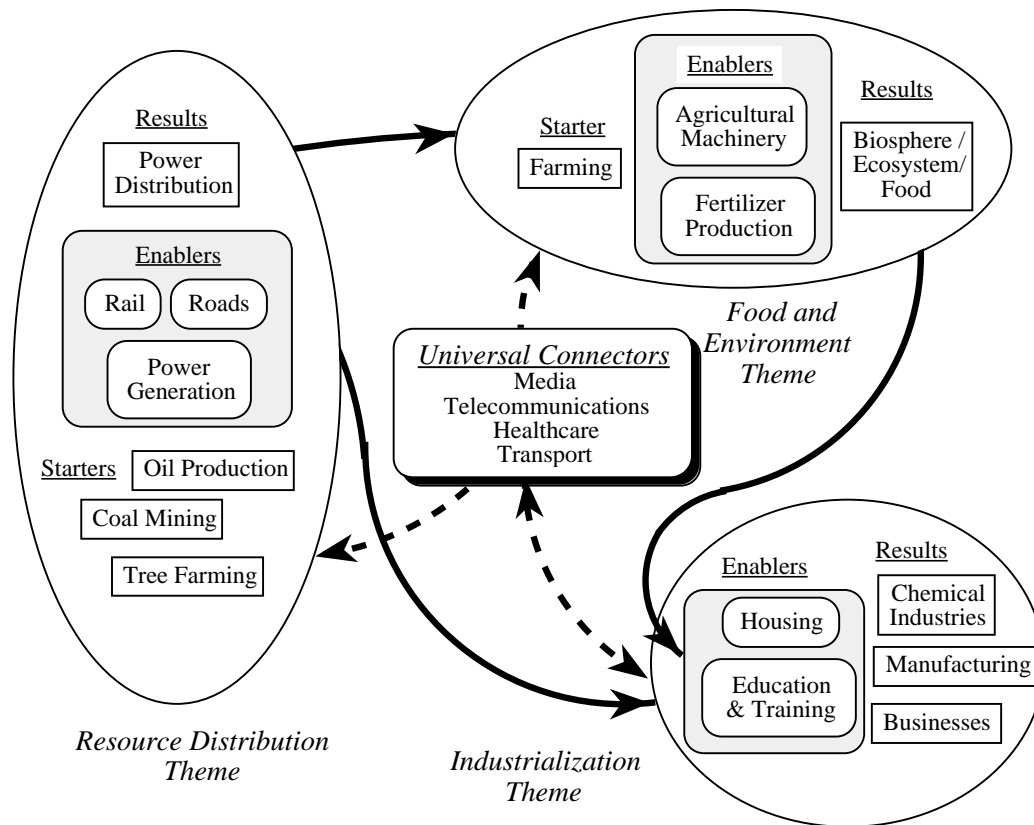 Results
Power
Distribution
Enablers
Rail
Roads
Power
Generation
Starters
Oil Production
Coal Mining
Tree Farming
Resource Distribution
Theme
Starter
Farming
Enablers
Agricultural
Machinery
Fertilizer
Production
Results
Biosphere /
Ecosystem/
Food
Food and
Environment
Theme
Universal Connectors
Media
Telecommunications
Healthcare
Transport
Enablers
Housing
Education
& Training
Results
Chemical
Industries
Manufacturing
Businesses
Industrialization
Theme